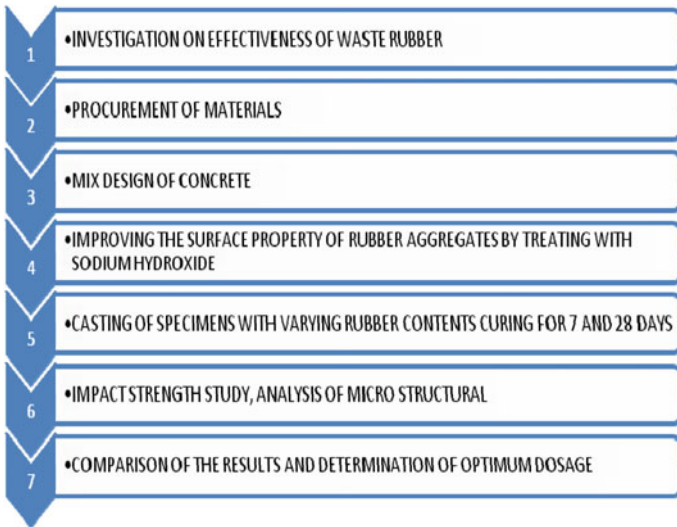 1
•INVESTIGATION ON EFFECTIVENESS OF WASTE RUBBER
2
•PROCUREMENT OF MATERIALS
3
•MIX DESIGN OF CONCRETE
4
•IMPROVING THE SURFACE PROPERTY OF RUBBER AGGREGATES BY TREATING WITH
SODIUM HYDROXIDE
5
•CASTING OF SPECIMENS WITH VARYING RUBBER CONTENTS CURING FOR 7 AND 28 DAYS
6
•IMPACT STRENGTH STUDY, ANALYSIS OF MICRO STRUCTURAL
7
•COMPARISON OF THE RESULTS AND DETERMINATION OF OPTIMUM DOSAGE